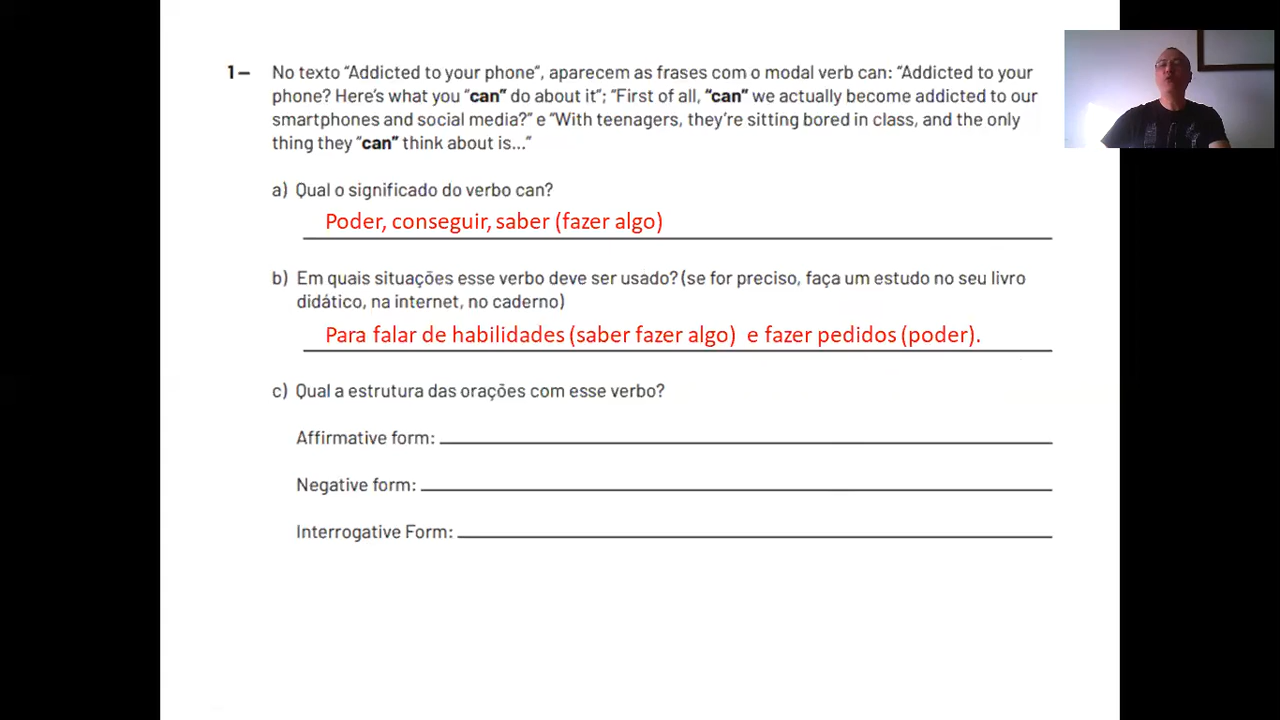 1 – No texto “Addicted to your phone”, aparecem as frases com o modal verb can: “Addicted to your
phone? Here’s what you “can” do about it”; “First of all, “can” we actually become addicted to our
smartphones and social media?” e “With teenagers, they’re sitting bored in class, and the only
thing they “can” think about is...”
a) Qual o significado do verbo can?
Poder, conseguir, saber (fazer algo)
b) Em quais situações esse verbo deve ser usado? (se for preciso, faça um estudo no seu livro
didático, na internet, no caderno)
Para falar de habilidades (saber fazer algo) e fazer pedidos (poder).
c) Qual a estrutura das orações com esse verbo?
Affirmative form:
Negative form:
Interrogative Form: